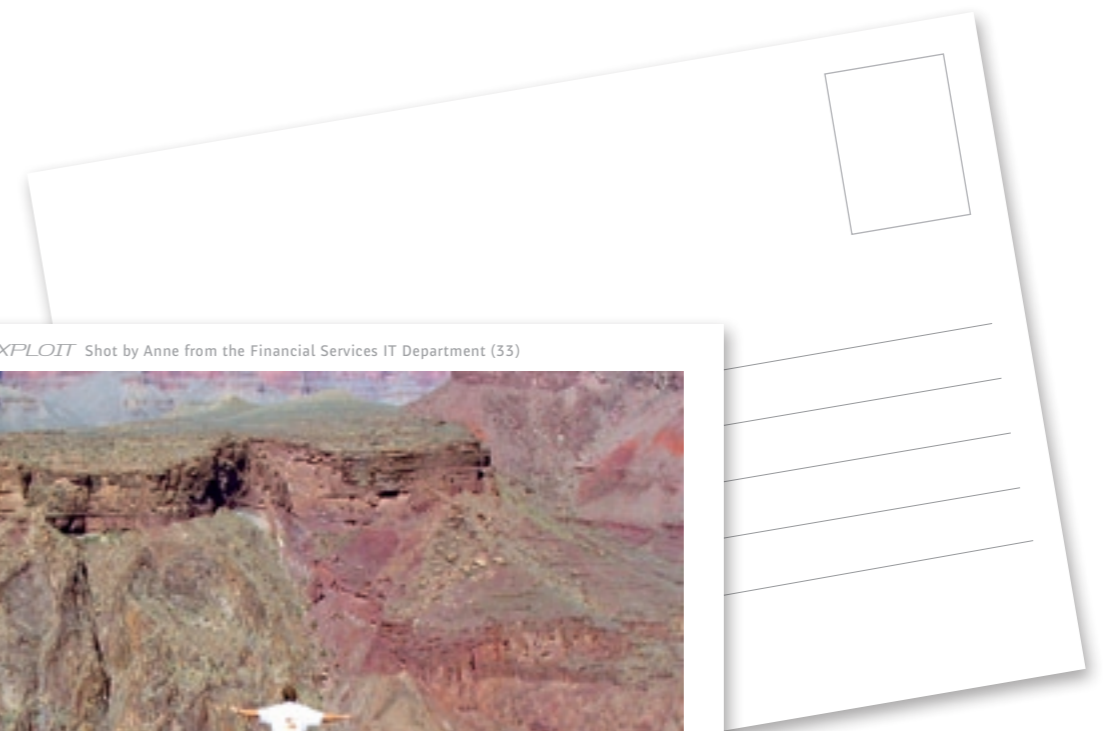 XPLOIT Shot by Anne from the Financial Services IT Department (33)